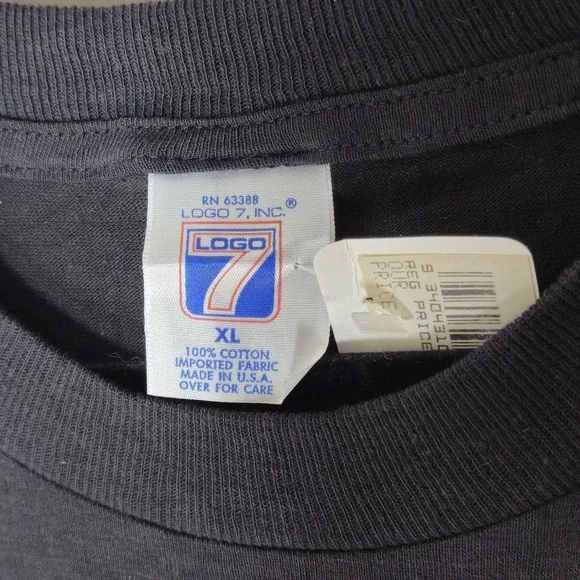 RN 63388
LOGO 7, INC.®
LOGO
7
XL
100% COTTON
IMPORTED FABRIC
MADE IN U.S.A.
OVER FOR CARE
REG PRICE
OUR
PRICE